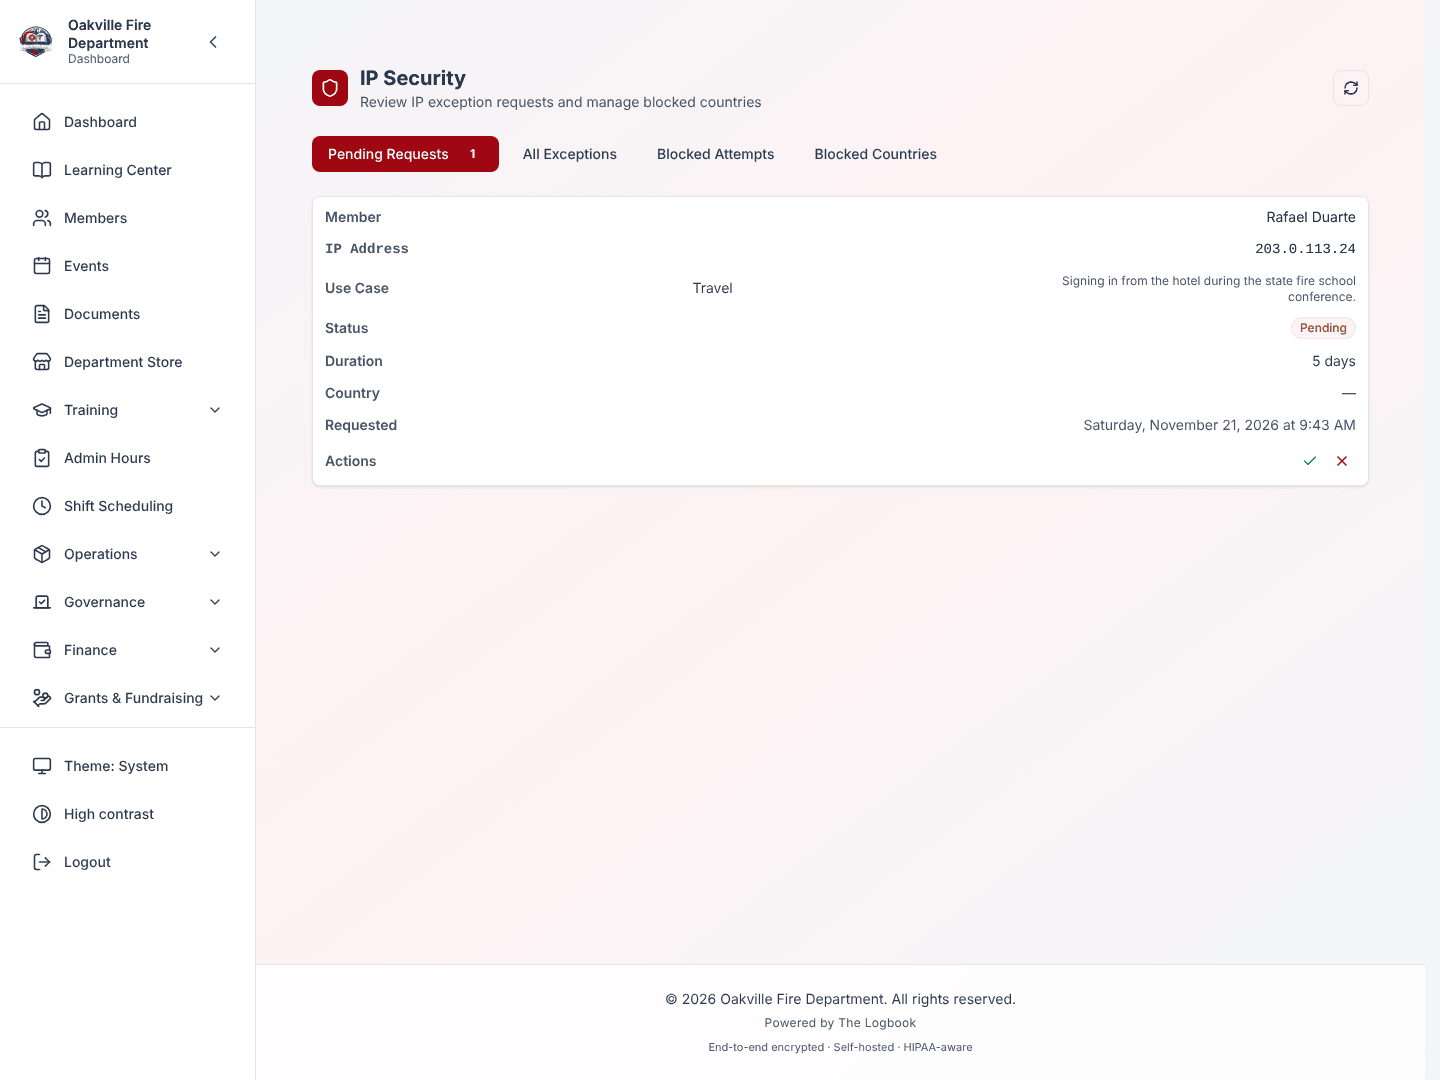 Oakville Fire
Department
Dashboard
Dashboard
Learning Center
Members
Events
Documents
Department Store
Training
Admin Hours
Shift Scheduling
Operations
Governance
Finance
Grants & Fundraising
Theme: System
High contrast
Logout
IP Security
Review IP exception requests and manage blocked countries
Pending Requests 1 All Exceptions Blocked Attempts Blocked Countries
Member Rafael Duarte
IP Address 203.0.113.24
Use Case Travel Signing in from the hotel during the state fire school
conference.
Status Pending
Duration 5 days
Country —
Requested Saturday, November 21, 2026 at 9:43 AM
Actions
© 2026 Oakville Fire Department. All rights reserved.
Powered by The Logbook
End-to-end encrypted · Self-hosted · HIPAA-aware